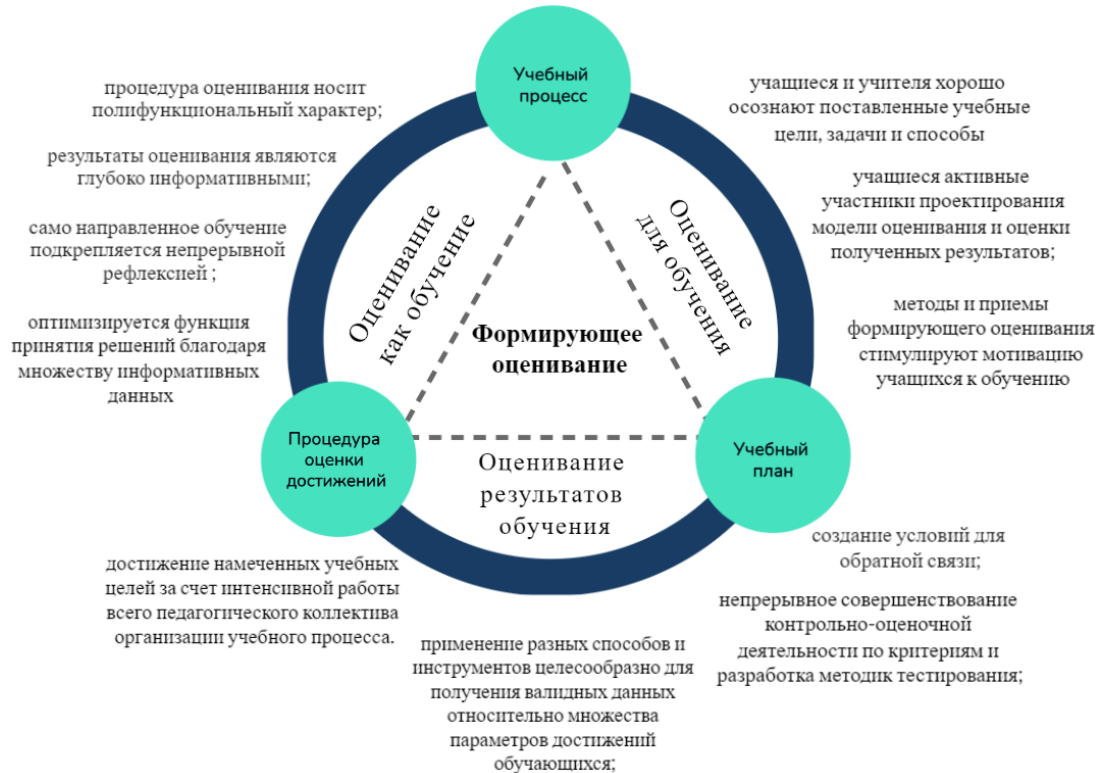 Учебный
процесс
процедура оценивания носит
полифункциональный характер;
результаты оценивания являются
глубоко информативными;
само направленное обучение
подкрепляется непрерывной
рефлексией ;
оптимизируется функция
принятия решений благодаря
множеству информативных
данных
учащиеся и учителя хорошо
осознают поставленные учебные
цели, задачи и способы
учащиеся активные
участники проектирования
модели оценивания и оценки
полученных результатов;
методы и приемы
формирующего оценивания
стимулируют мотивацию
учащихся к обучению
Оценивание
как обучение
Оценивание
для обучения
Формирующее
оценивание
Процедура
оценки
достижений
Оценивание
результатов
обучения
Учебный
план
достижение намеченных учебных
целей за счет интенсивной работы
всего педагогического коллектива
организации учебного процесса.
применение разных способов и
инструментов целесообразно для
получения валидных данных
относительно множества
параметров достижений
обучающихся;
создание условий для
обратной связи;
непрерывное совершенствование
контрольно-оценочной
деятельности по критериям и
разработка методик тестирования;